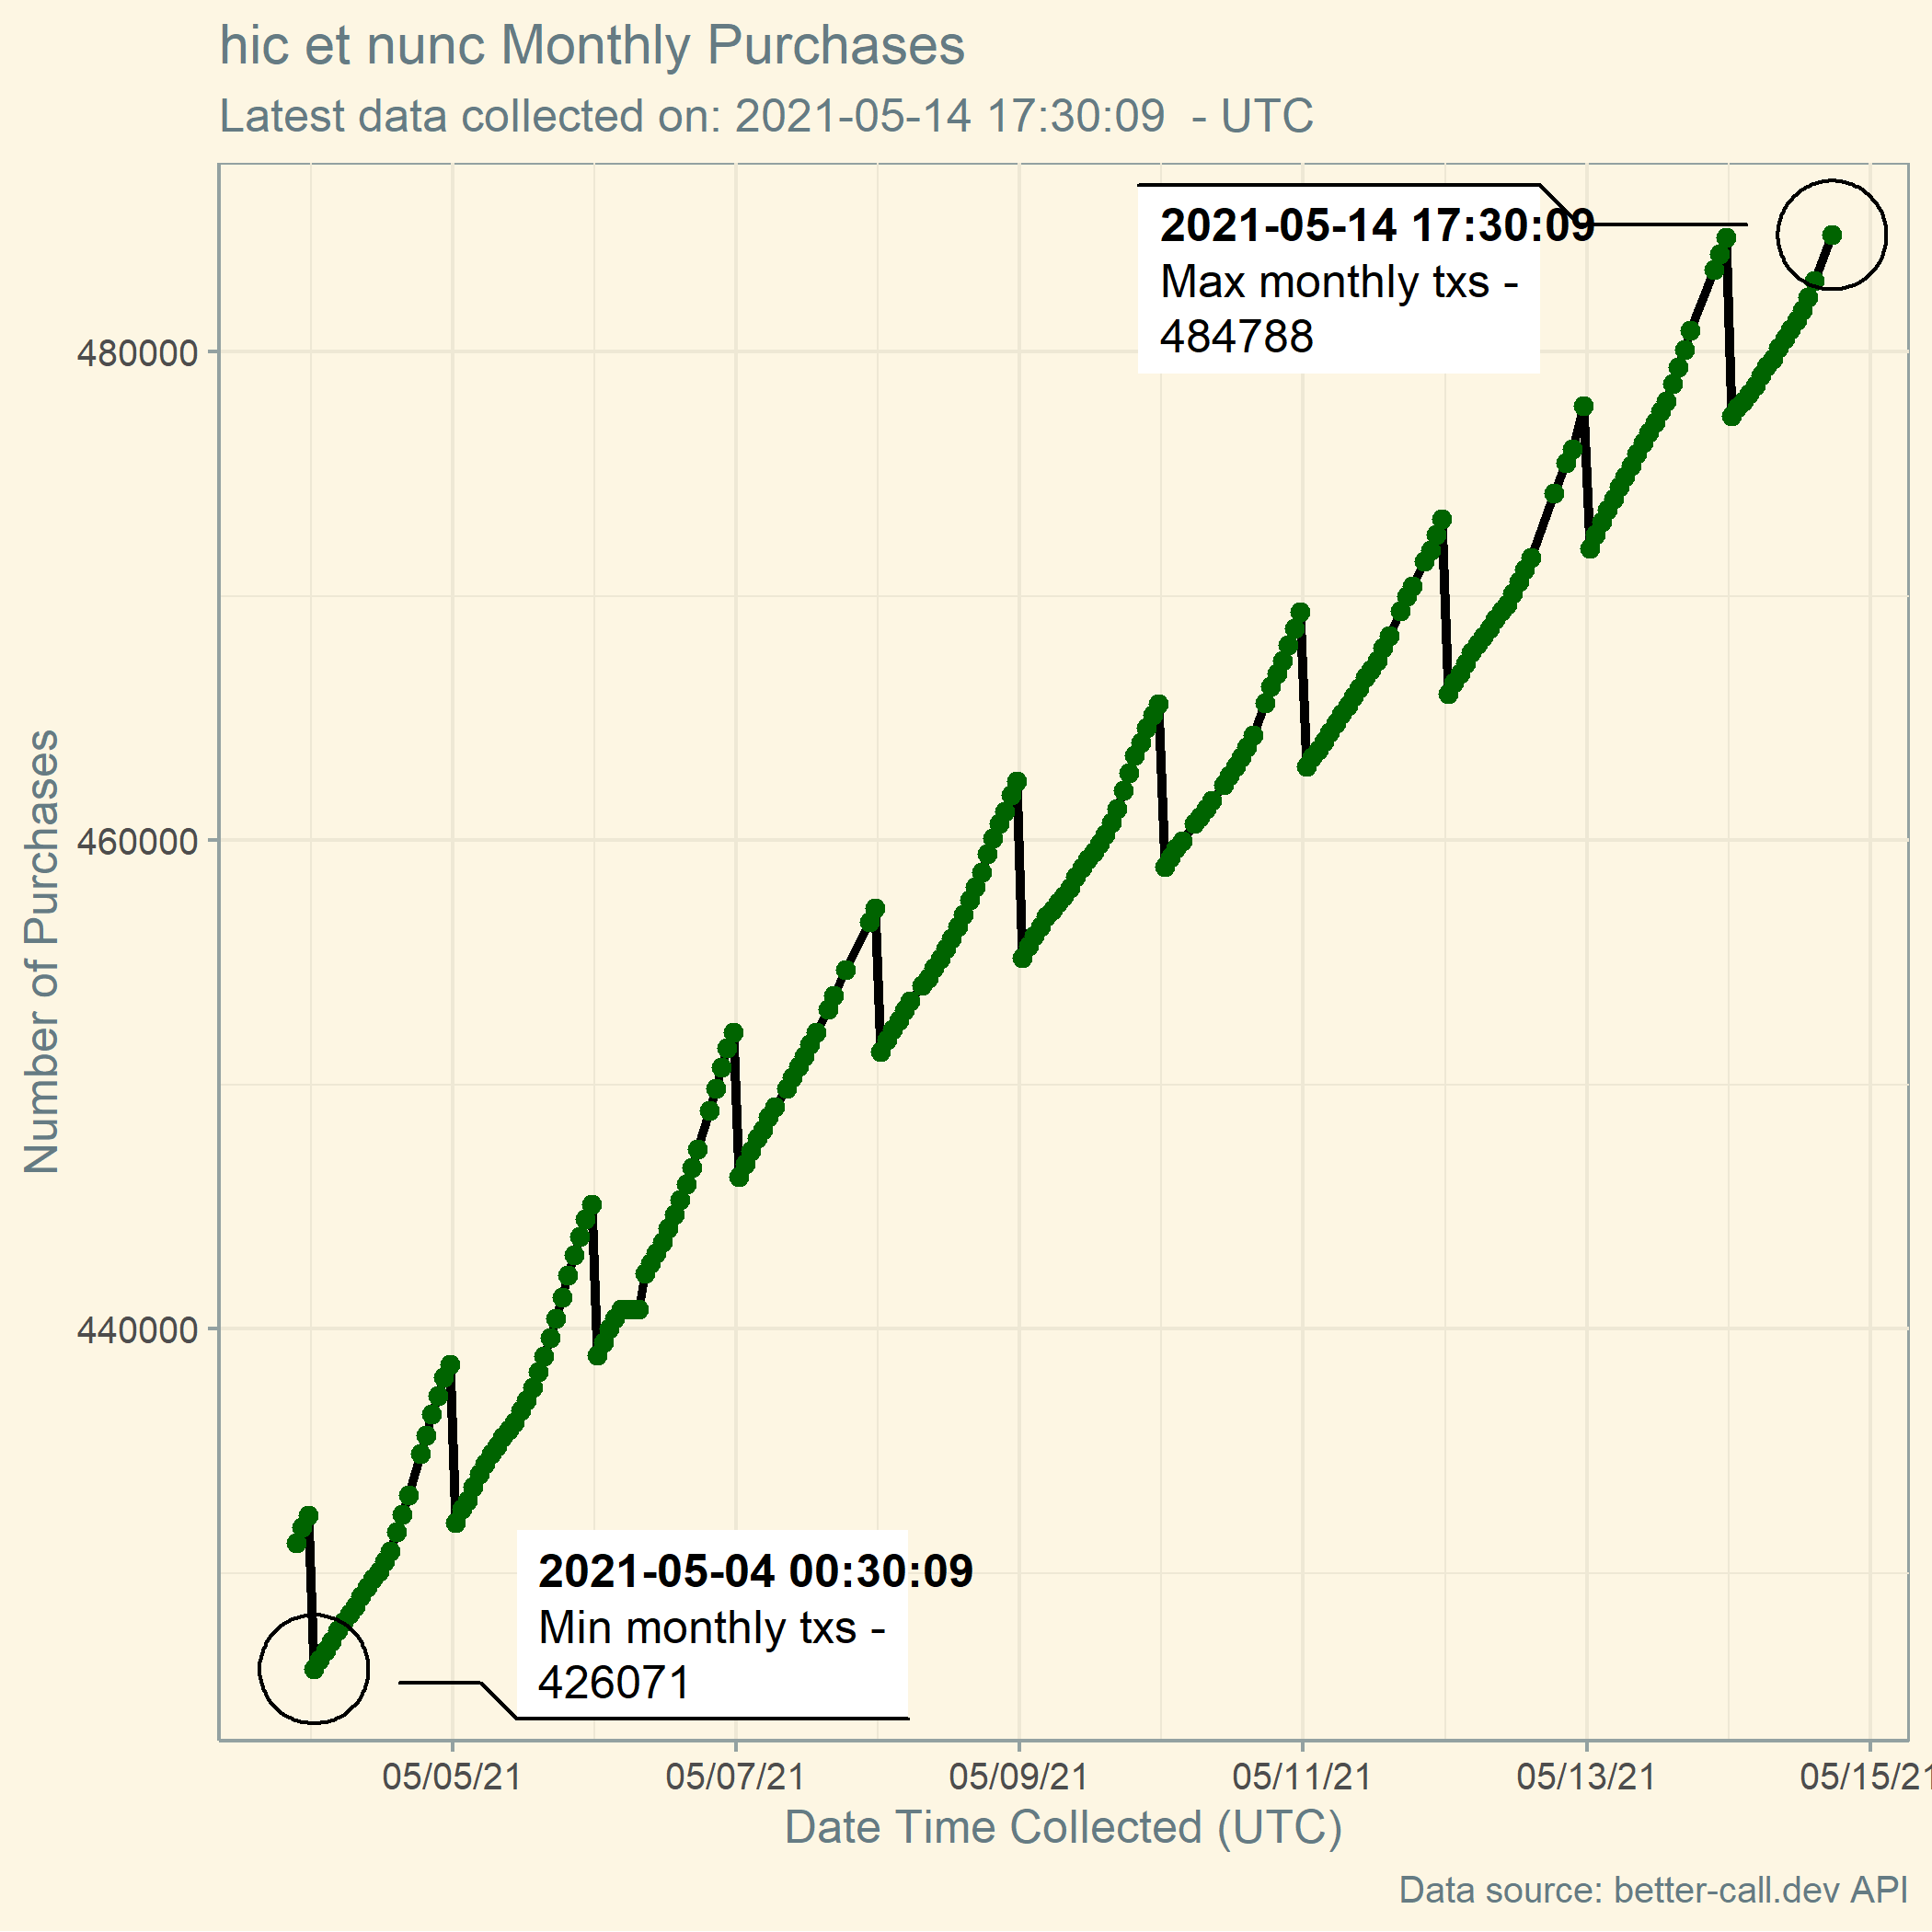 hic et nunc Monthly Purchases
Latest data collected on: 2021-05-14 17:30:09  - UTC
2021-05-14 17:30:09
Max monthly txs -
484788
480000
460000
440000
Number of Purchases
2021-05-04 00:30:09
Min monthly txs -
426071
05/05/21
05/07/21
05/09/21
05/11/21
05/13/21
05/15/21
Date Time Collected (UTC)
Data source: better-call.dev API